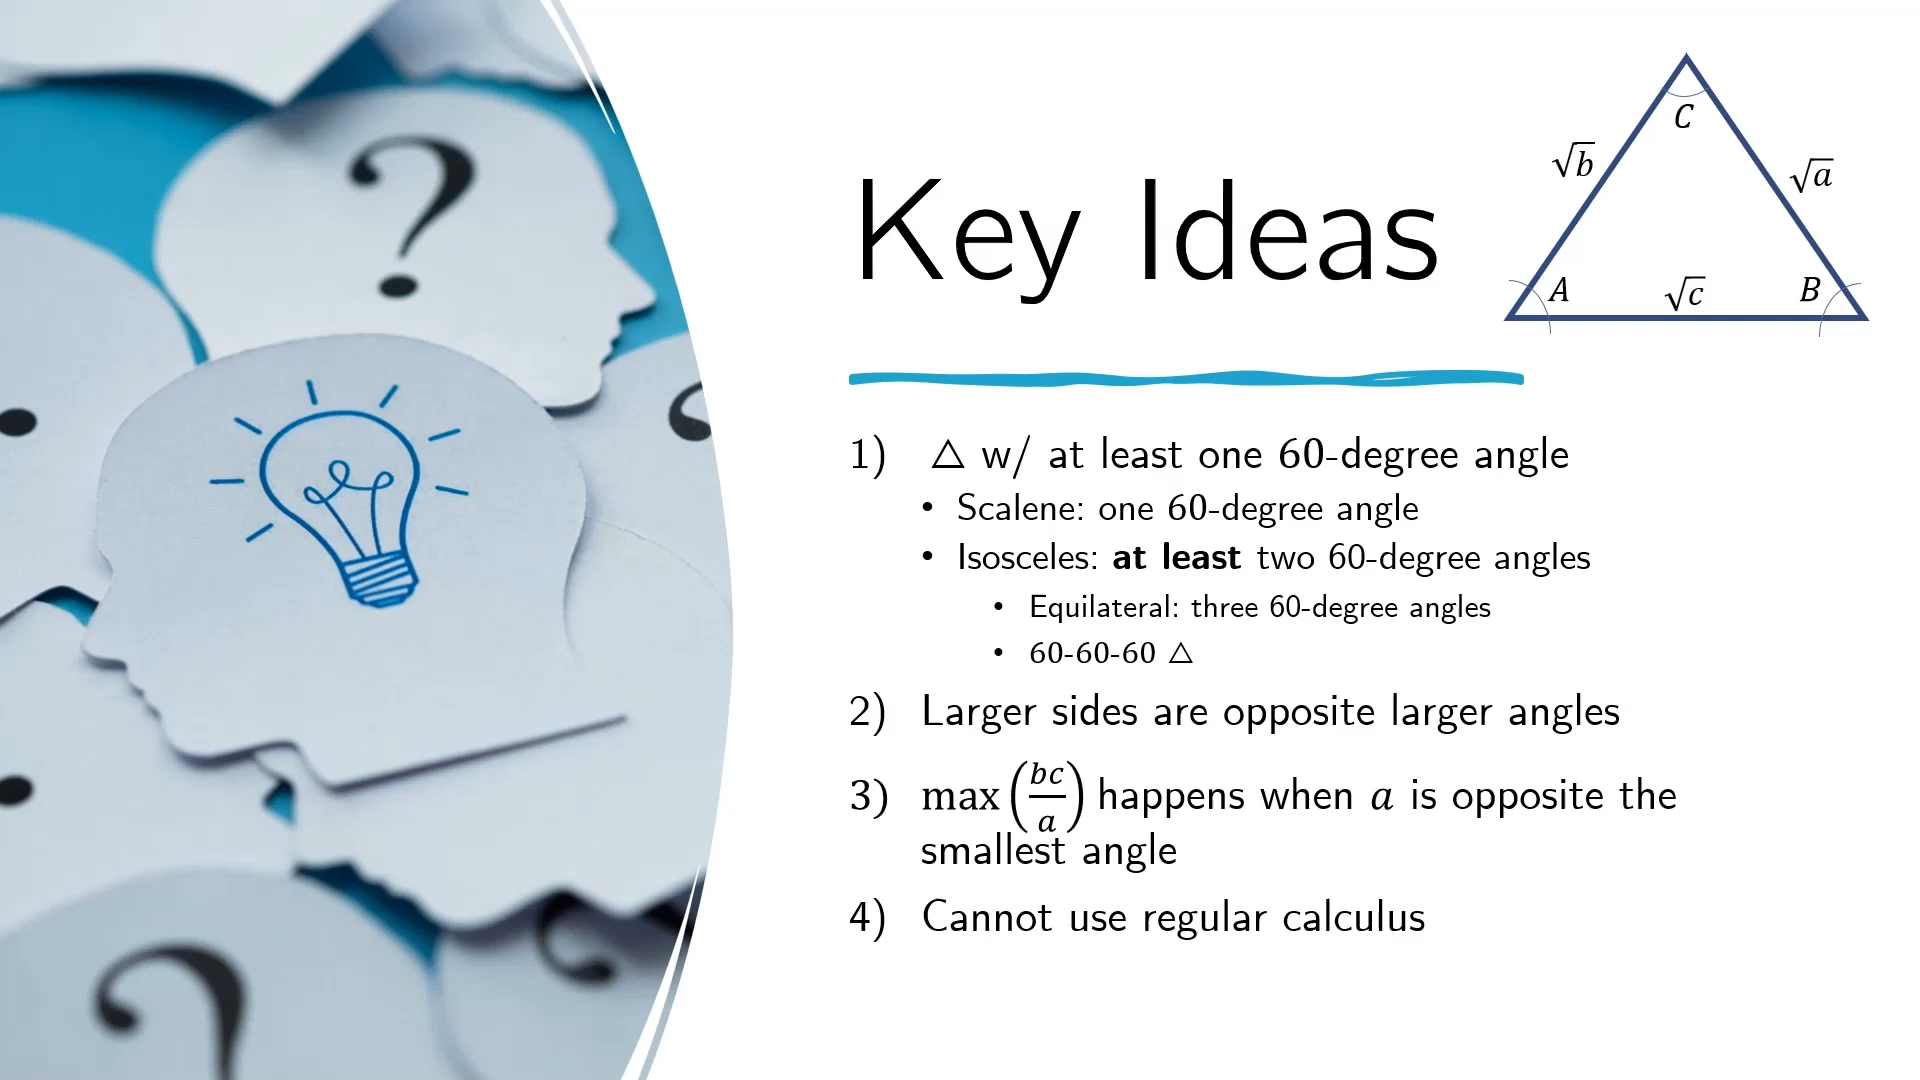 Key Ideas
C
√b
√a
A
√c
B
1) △ w/ at least one 60-degree angle
• Scalene: one 60-degree angle
• Isosceles: at least two 60-degree angles
• Equilateral: three 60-degree angles
• 60-60-60 △
2) Larger sides are opposite larger angles
3) max(bc/a) happens when a is opposite the
smallest angle
4) Cannot use regular calculus
?
?